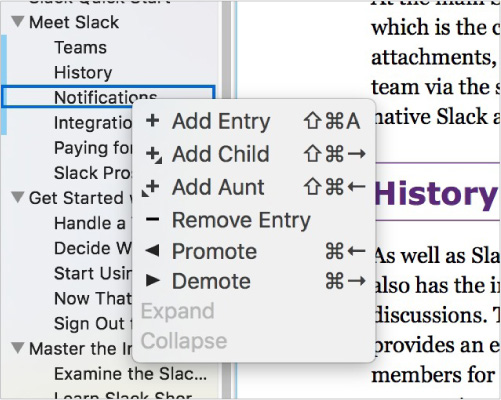 Slack Quick Start
Meet Slack
Teams
History
Notifications
Integratio
Paying for
Slack Pros
Get Started w
Handle a
Decide W
Start Usin
Now That
Sign Out f
Master the In
Examine the Slac...
Learn Slack Shor
+ Add Entry ⇧⌘A
Add Child ⇧⌘→
Add Aunt ⇧⌘←
Remove Entry
Promote ⌘←
Demote ⌘→
Expand
Collapse
At the main S
which is the c
attachments,
team via the s
native Slack a
History
As well as Sla
also has the in
discussions. T
provides an e
members for